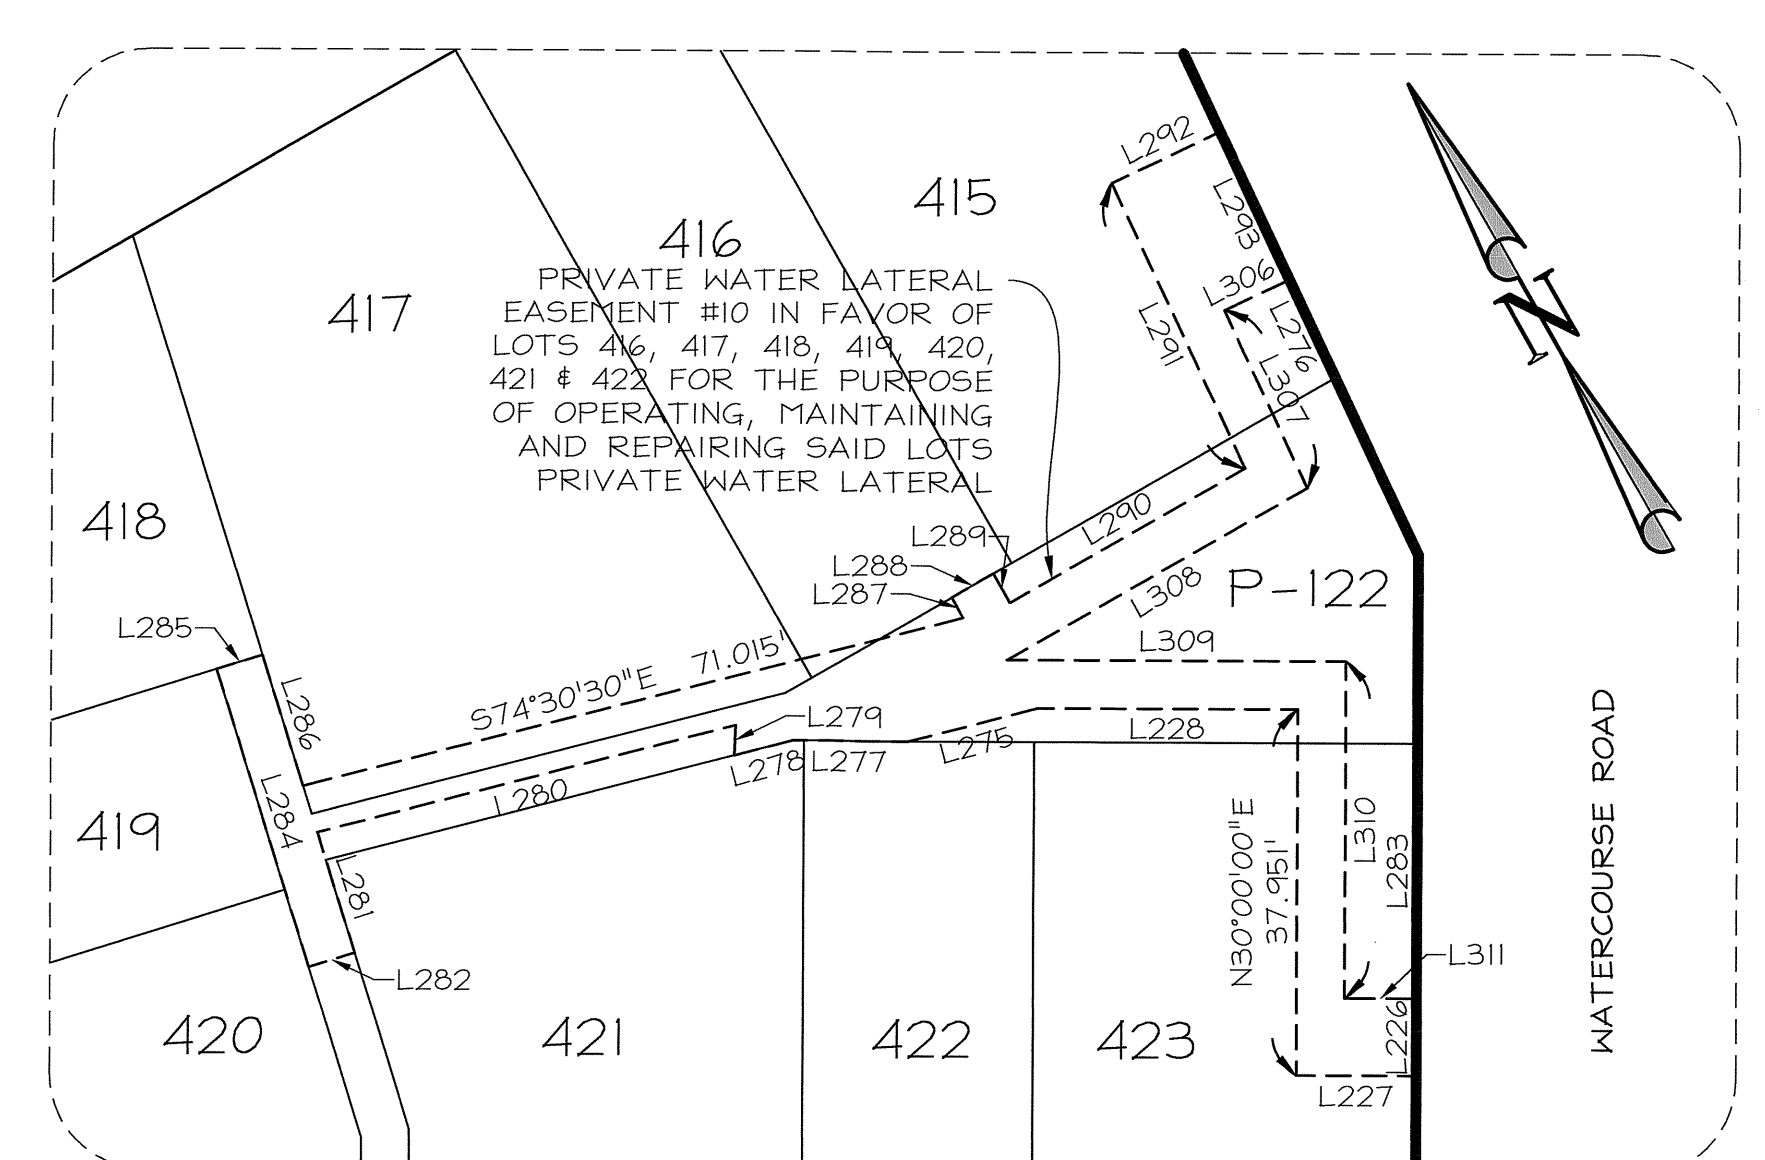 L292
415
L293
416
L306
PRIVATE WATER LATERAL
EASEMENT #10 IN FAVOR OF
LOTS 416, 417, 418, 419, 420,
421 & 422 FOR THE PURPOSE
OF OPERATING, MAINTAINING
AND REPAIRING SAID LOTS
PRIVATE WATER LATERAL
417
L291
L276
L307
N
418
L290
L289
L288
L287
L308
P-122
L285
L309
S74°30'30"E 71.015'
L286
L279
L228
L275
L278
L277
L280
L284
419
L281
N30°00'00"E
37.951'
L310
L283
WATERCOURSE ROAD
L311
L282
L226
420
421
422
423
L227